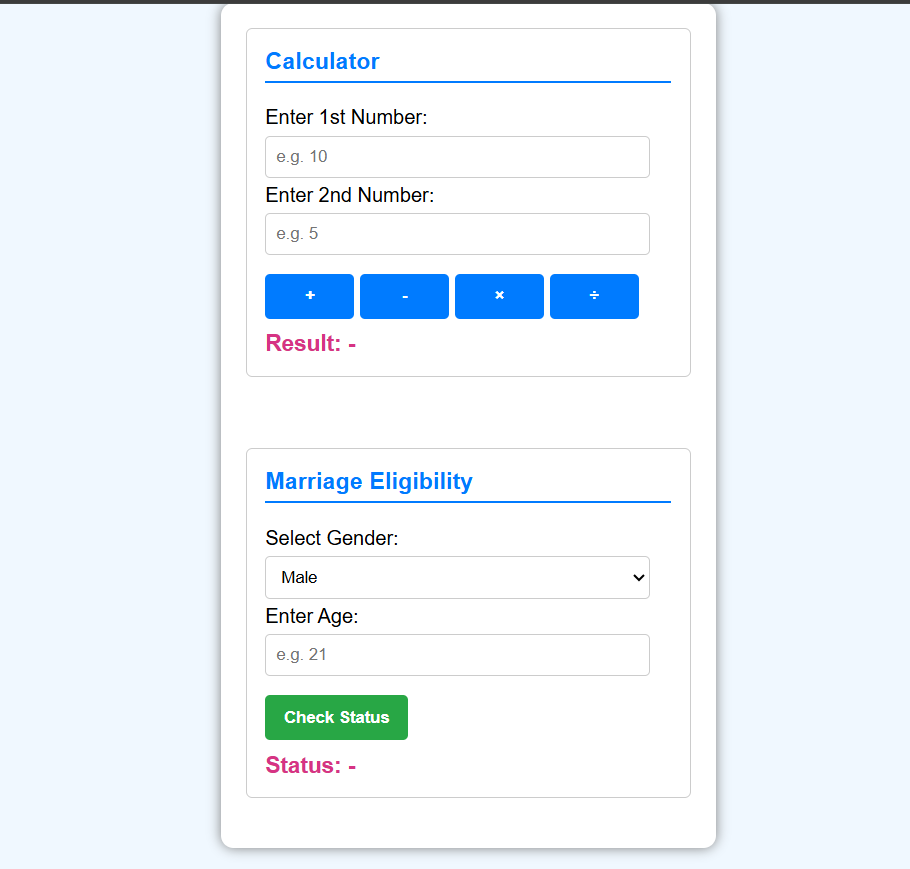 Calculator
Enter 1st Number:
e.g. 10
Enter 2nd Number:
e.g. 5
+ - × ÷
Result: -
Marriage Eligibility
Select Gender:
Male
Enter Age:
e.g. 21
Check Status
Status: -